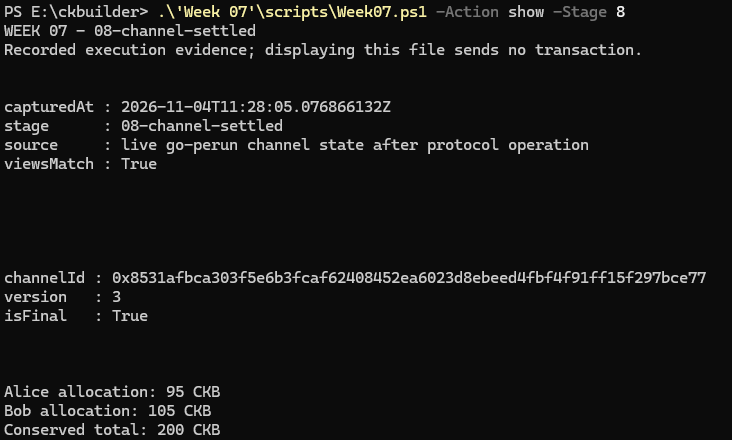 PS E:\ckbuilder> .\'Week 07'\scripts\Week07.ps1 -Action show -Stage 8
WEEK 07 - 08-channel-settled
Recorded execution evidence; displaying this file sends no transaction.
capturedAt : 2026-11-04T11:28:05.076866132Z
stage      : 08-channel-settled
source     : live go-perun channel state after protocol operation
viewsMatch : True
channelId : 0x8531afbca303f5e6b3fcaf62408452ea6023d8ebeed4fbf4f91ff15f297bce77
version   : 3
isFinal   : True
Alice allocation: 95 CKB
Bob allocation: 105 CKB
Conserved total: 200 CKB